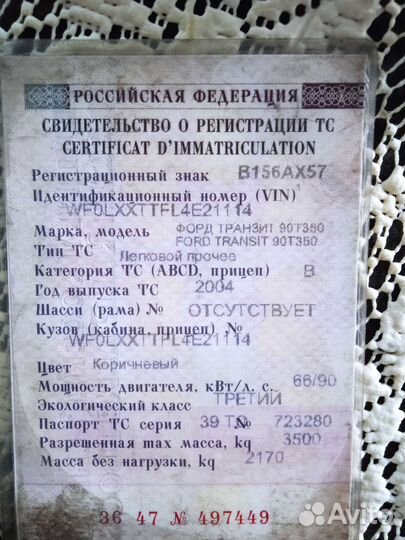 РОССИЙСКАЯ ФЕДЕРАЦИЯ
СВИДЕТЕЛЬСТВО О РЕГИСТРАЦИИ ТС
CERTIFICAT D'IMMATRICULATION
Регистрационный знак В156АХ57
Идентификационный номер (VIN)
WF0LXXTTFL4E21114
Марка, модель ФОРД ТРАНЗИТ 90Т350
FORD TRANSIT 90T350
Тип ТС Легковой прочее
Категория ТС (ABCD, прицеп) В
Год выпуска ТС 2004
Шасси (рама) № ОТСУТСТВУЕТ
Кузов (кабина, прицеп) №
WF0LXXTTFL4E21114
Цвет Коричневый
Мощность двигателя, кВт/л. с. 66/90
Экологический класс ТРЕТИЙ
Паспорт ТС серия 39 ТО № 723280
Разрешенная max масса, kg 3500
Масса без нагрузки, kg 2170
36 47 № 497449
Avito